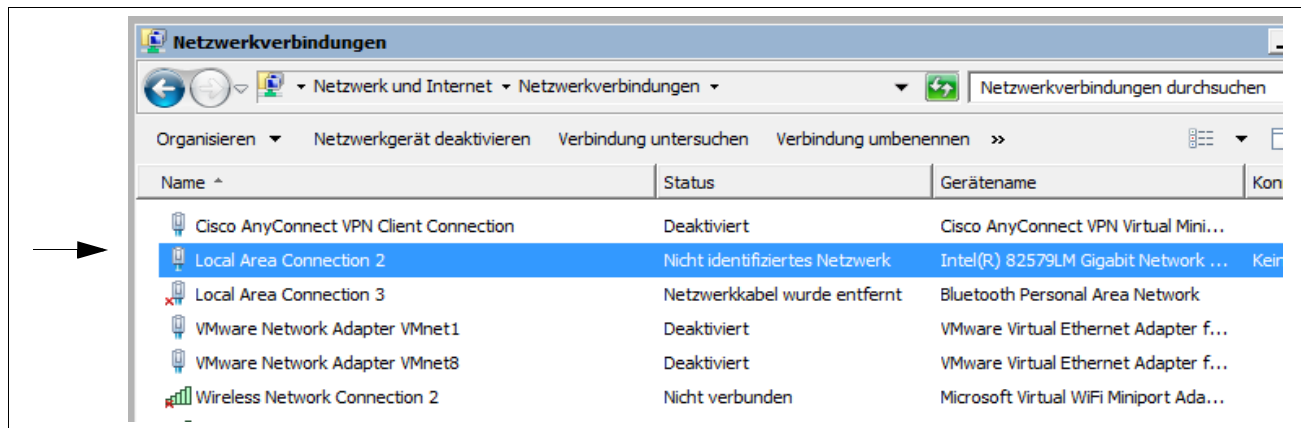 Netzwerkverbindungen
Netzwerk und Internet Netzwerkverbindungen Netzwerkverbindungen durchsuchen
Organisieren Netzwerkgerät deaktivieren Verbindung untersuchen Verbindung umbenennen »
Name Status Gerätename Kon
Cisco AnyConnect VPN Client Connection Deaktiviert Cisco AnyConnect VPN Virtual Mini...
Local Area Connection 2 Nicht identifiziertes Netzwerk Intel(R) 82579LM Gigabit Network ... Kein
Local Area Connection 3 Netzwerkkabel wurde entfernt Bluetooth Personal Area Network
VMware Network Adapter VMnet1 Deaktiviert VMware Virtual Ethernet Adapter f...
VMware Network Adapter VMnet8 Deaktiviert VMware Virtual Ethernet Adapter f...
Wireless Network Connection 2 Nicht verbunden Microsoft Virtual WiFi Miniport Ada...